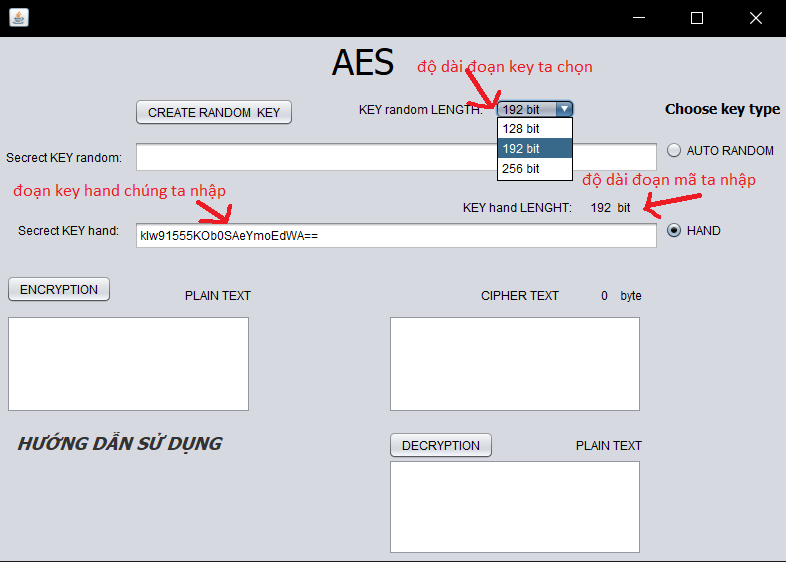 AES
độ dài đoạn key ta chọn
CREATE RANDOM KEY
KEY random LENGTH:
192 bit
Choose key type
128 bit
192 bit
256 bit
Secrect KEY random:
AUTO RANDOM
đoạn key hand chúng ta nhập
độ dài đoạn mã ta nhập
KEY hand LENGHT:
192 bit
Secrect KEY hand:
klw91555KOb0SAeYmoEdWA==
HAND
ENCRYPTION
PLAIN TEXT
CIPHER TEXT
0 byte
HƯỚNG DẪN SỬ DỤNG
DECRYPTION
PLAIN TEXT